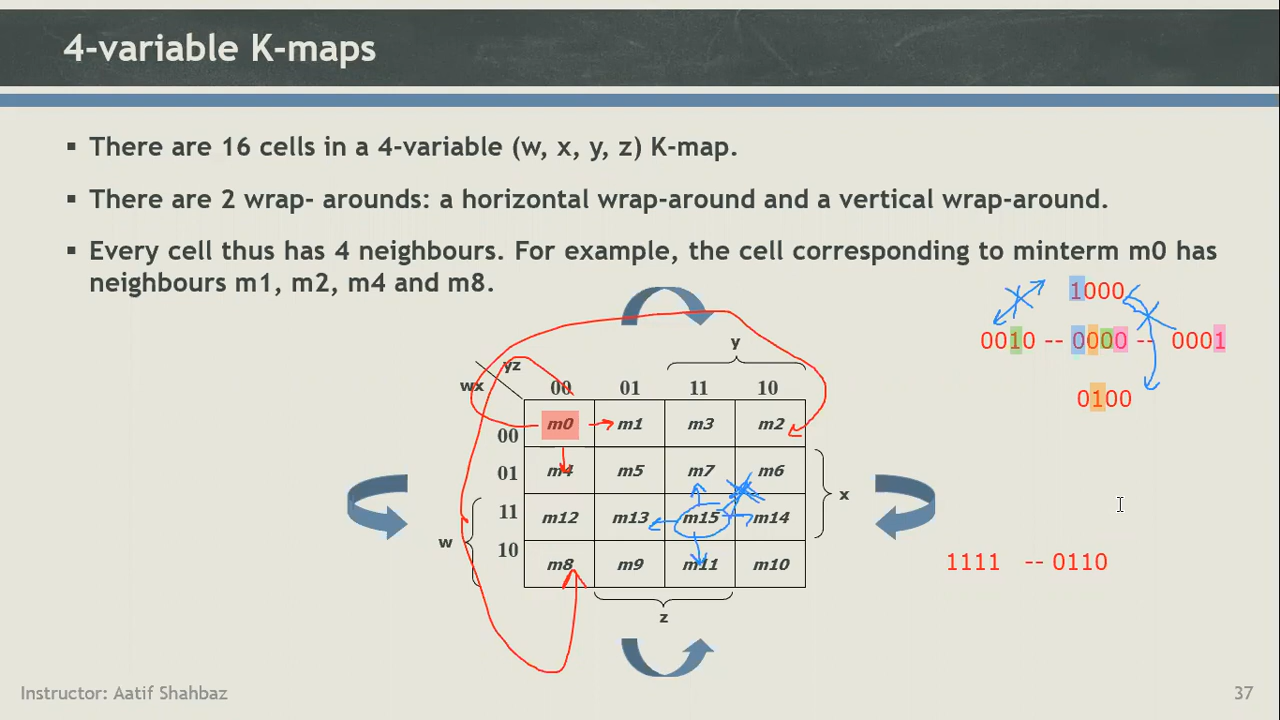 4-variable K-maps
▪ There are 16 cells in a 4-variable (w, x, y, z) K-map.
▪ There are 2 wrap- arounds: a horizontal wrap-around and a vertical wrap-around.
▪ Every cell thus has 4 neighbours. For example, the cell corresponding to minterm m0 has
neighbours m1, m2, m4 and m8.
1000
0010 -- 0000 -- 0001
0100
y
yz
wx
00 01 11 10
00 m0 m1 m3 m2
01 m4 m5 m7 m6
x
11 m12 m13 m15 m14
w
10 m8 m9 m11 m10
z
1111 -- 0110
Instructor: Aatif Shahbaz
37